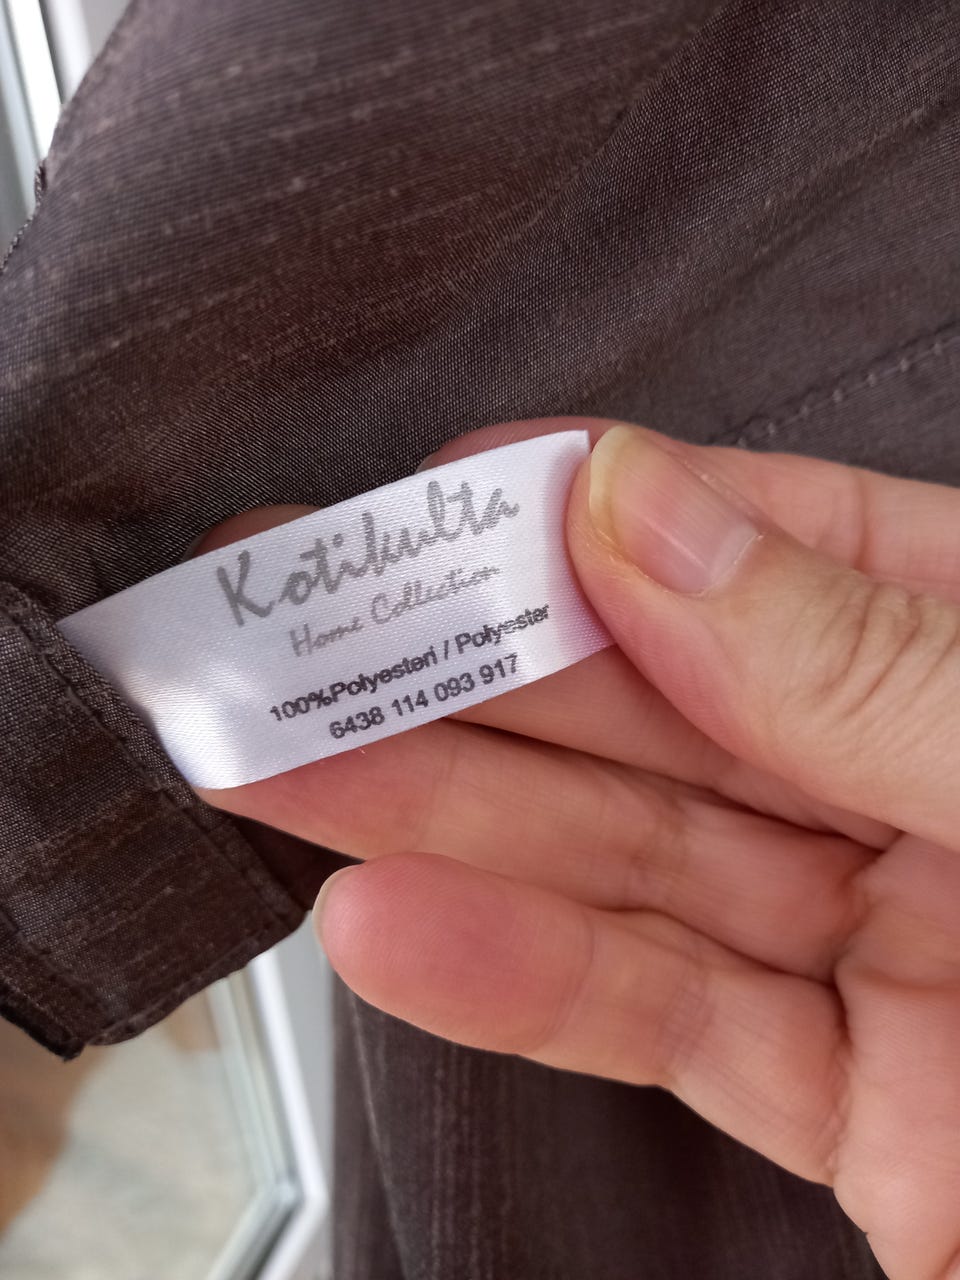 Kotikulta
Home Collection
100%Polyesteri / Polyester
6438 114 093 917